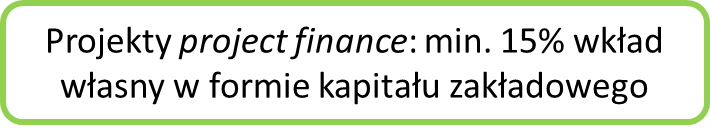 Projekty project finance: min. 15% wkład
własny w formie kapitału zakładowego